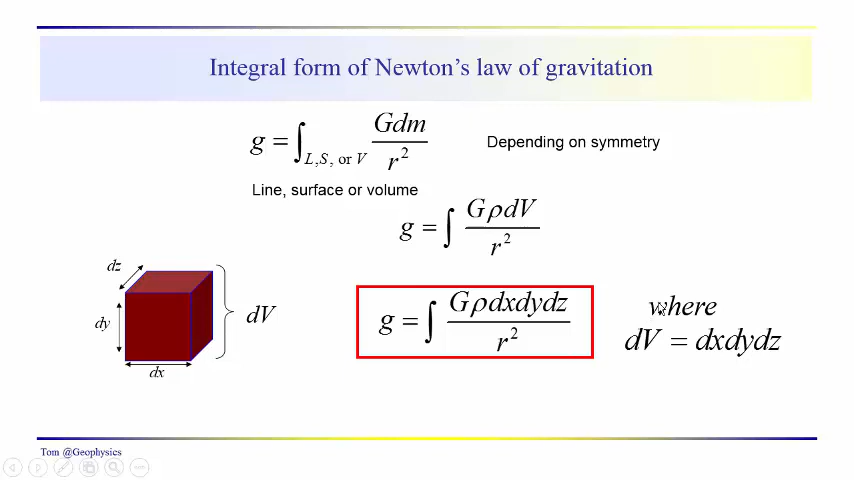 Integral form of Newton's law of gravitation
g = ∫_{L,S, or V} Gdm / r²
Depending on symmetry
Line, surface or volume
g = ∫ GρdV / r²
dz
dy
dx
dV
g = ∫ Gρdxdydz / r²
where
dV = dxdydz
Tom @Geophysics